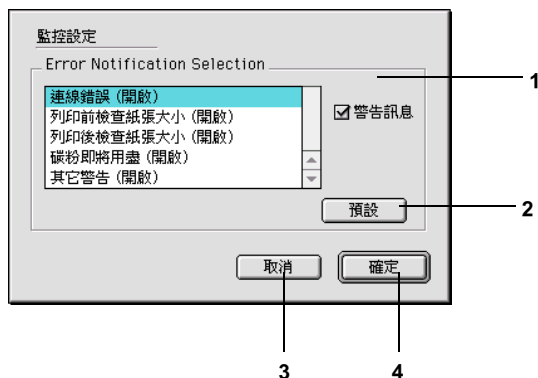 監控設定
Error Notification Selection
1
連線錯誤 (開啟)
列印前檢查紙張大小 (開啟)
列印後檢查紙張大小 (開啟)
碳粉即將用盡 (開啟)
其它警告 (開啟)
警告訊息
預設
2
取消
確定
3
4